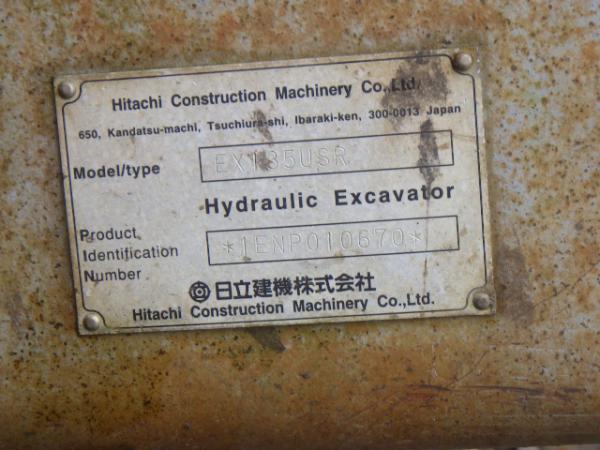 Hitachi Construction Machinery Co.,Ltd.
650, Kandatsu-machi, Tsuchiura-shi, Ibaraki-ken, 300-0013 Japan
Model/type EX135USR
Hydraulic Excavator
Product
Identification *1ENP010670*
Number
日立建機株式会社
Hitachi Construction Machinery Co.,Ltd.